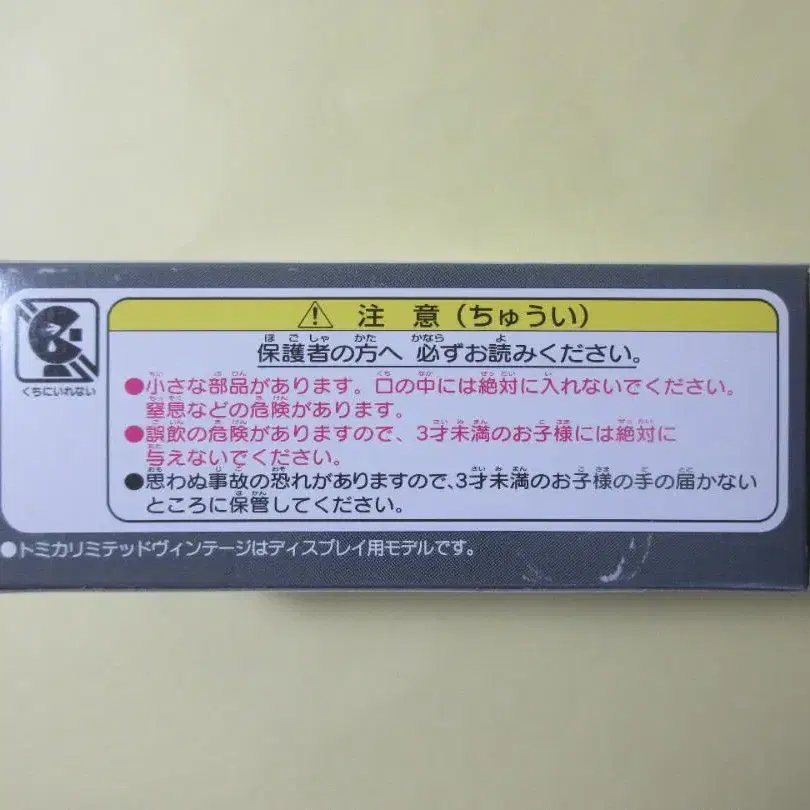 くちにいれない
⚠ 注 意（ちゅうい）
保護者の方へ 必ずお読みください。
●小さな部品があります。口の中には絶対に入れないでください。
窒息などの危険があります。
●誤飲の危険がありますので、3才未満のお子様には絶対に
与えないでください。
●思わぬ事故の恐れがありますので、3才未満のお子様の手の届かない
ところに保管してください。
●トミカリミテッドヴィンテージはディスプレイ用モデルです。